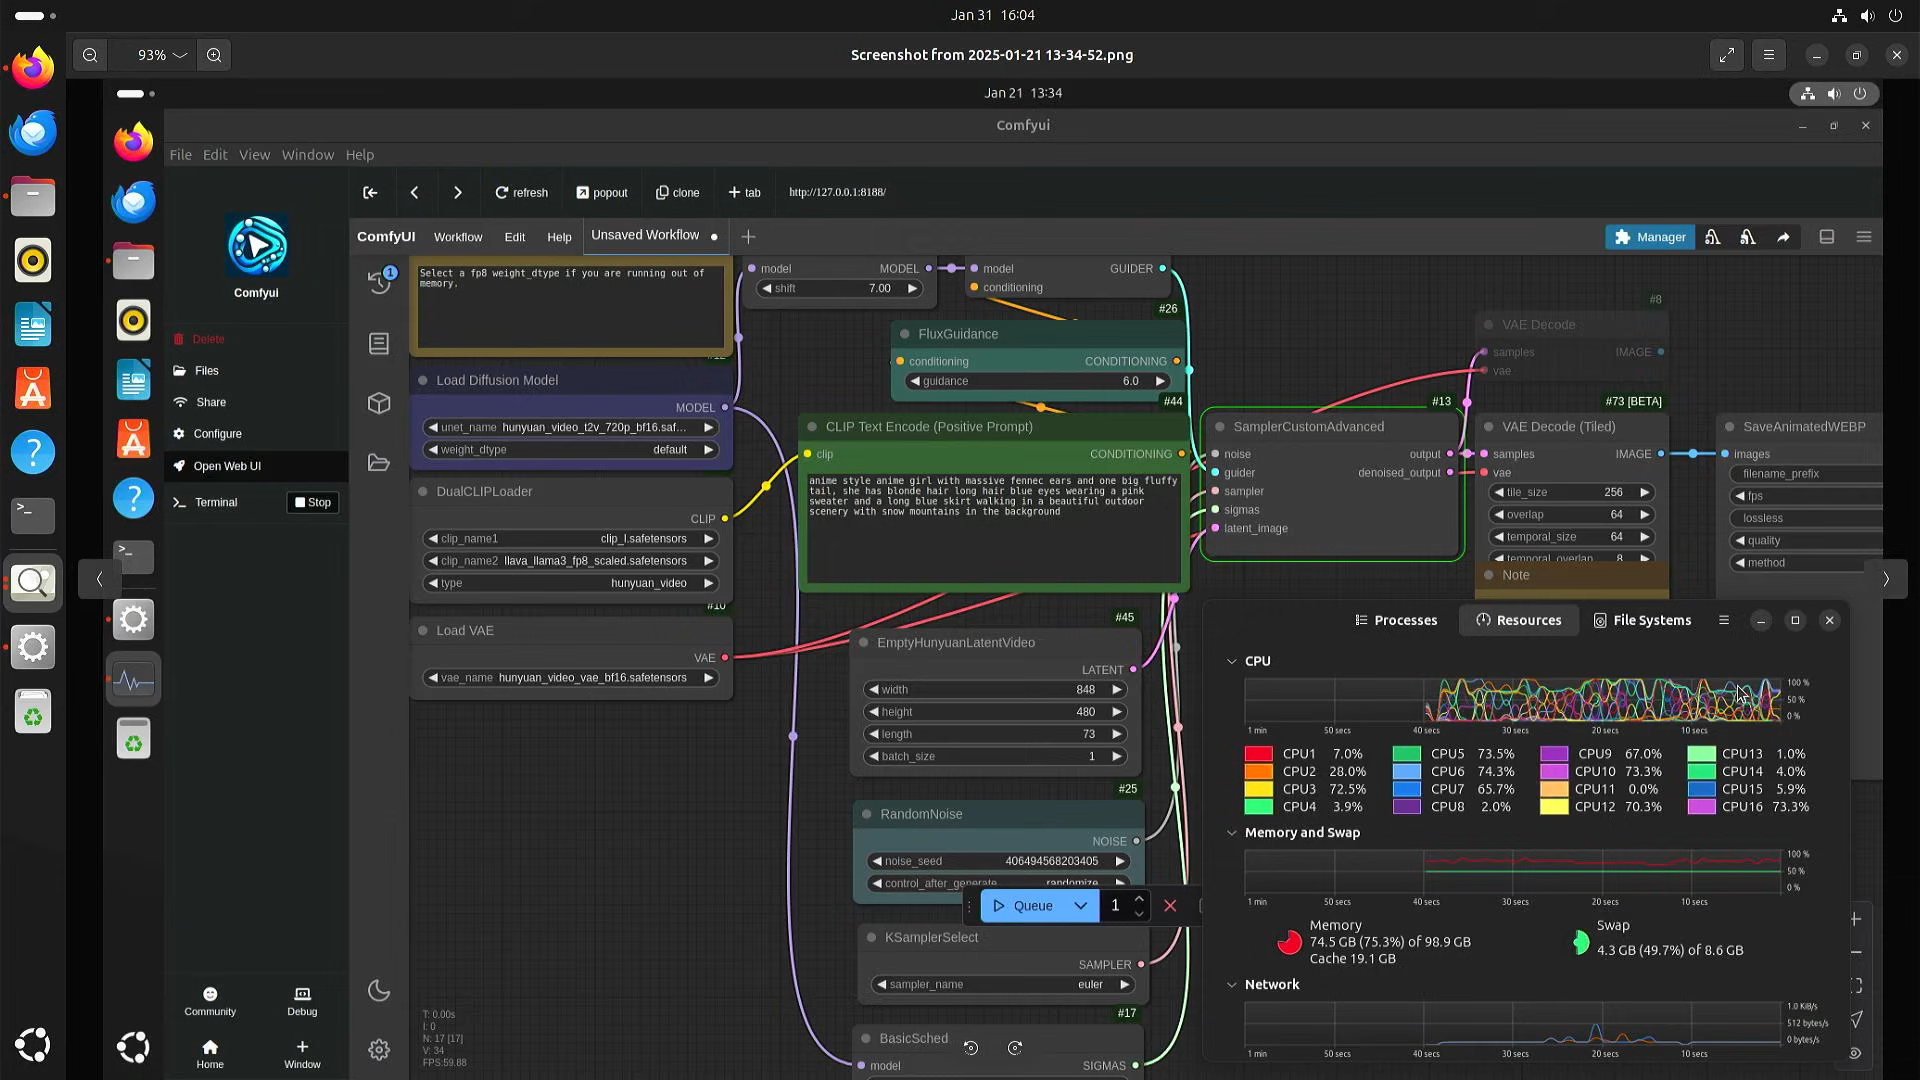 Jan 31 16:04
93%
Screenshot from 2025-01-21 13-34-52.png
Jan 21 13:34
Comfyui
File Edit View Window Help
refresh popout clone tab http://127.0.0.1:8188/
ComfyUI Workflow Edit Help Unsaved Workflow
Manager
Comfyui
Delete
Files
Share
Configure
Open Web UI
Terminal Stop
Community Debug
Home Window
1
Select a fp8 weight_dtype if you are running out of
memory.
model MODEL
shift 7.00
model GUIDER
conditioning
#26
FluxGuidance
conditioning CONDITIONING
guidance 6.0
#12
Load Diffusion Model
MODEL
unet_name hunyuan_video_t2v_720p_bf16.saf...
weight_dtype default
DualCLIPLoader
CLIP
clip_name1 clip_l.safetensors
clip_name2 llava_llama3_fp8_scaled.safetensors
type hunyuan_video
#10
Load VAE
VAE
vae_name hunyuan_video_vae_bf16.safetensors
#44
CLIP Text Encode (Positive Prompt)
clip CONDITIONING
anime style anime girl with massive fennec ears and one big fluffy
tail, she has blonde hair long hair blue eyes wearing a pink
sweater and a long blue skirt walking in a beautiful outdoor
scenery with snow mountains in the background
#45
EmptyHunyuanLatentVideo
LATENT
width 848
height 480
length 73
batch_size 1
#25
RandomNoise
NOISE
noise_seed 406494568203405
control_after_generate randomize
Queue 1
KSamplerSelect
SAMPLER
sampler_name euler
#17
BasicSched
model SIGMAS
T: 0.00s
I: 0
N: 17 [17]
V: 34
FPS:59.88
#13
SamplerCustomAdvanced
noise output
guider denoised_output
sampler
sigmas
latent_image
#8
VAE Decode
samples IMAGE
vae
#73 [BETA]
VAE Decode (Tiled)
samples IMAGE
vae
tile_size 256
overlap 64
temporal_size 64
temporal_overlap 8
Note
SaveAnimatedWEBP
images
filename_prefix
fps
lossless
quality
method
Processes Resources File Systems
CPU
100 %
50 %
0 %
1 min 50 secs 40 secs 30 secs 20 secs 10 secs
CPU1 7.0% CPU5 73.5% CPU9 67.0% CPU13 1.0%
CPU2 28.0% CPU6 74.3% CPU10 73.3% CPU14 4.0%
CPU3 72.5% CPU7 65.7% CPU11 0.0% CPU15 5.9%
CPU4 3.9% CPU8 2.0% CPU12 70.3% CPU16 73.3%
Memory and Swap
100 %
50 %
0 %
1 min 50 secs 40 secs 30 secs 20 secs 10 secs
Memory
74.5 GB (75.3%) of 98.9 GB
Cache 19.1 GB
Swap
4.3 GB (49.7%) of 8.6 GB
Network
1.0 KiB/s
512 bytes/s
0 bytes/s
1 min 50 secs 40 secs 30 secs 20 secs 10 secs